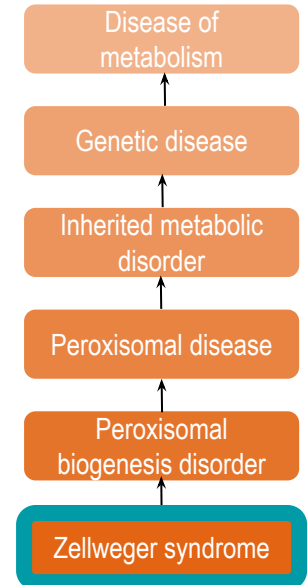 Disease of
metabolism
Genetic disease
Inherited metabolic
disorder
Peroxisomal disease
Peroxisomal
biogenesis disorder
Zellweger syndrome